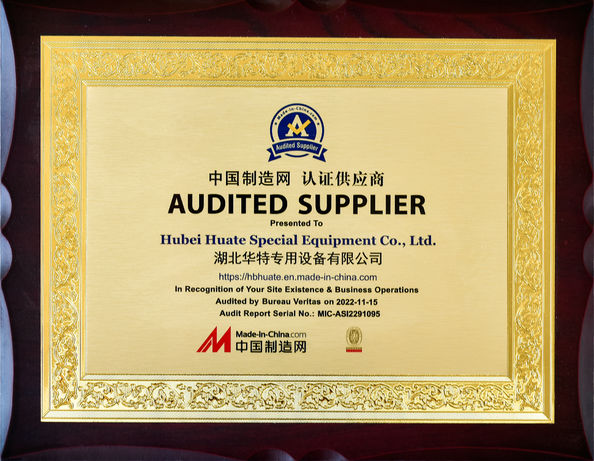 Made-in-China.com
Audited Supplier
中国制造网 认证供应商
AUDITED SUPPLIER
Presented To
Hubei Huate Special Equipment Co., Ltd.
湖北华特专用设备有限公司
https://hbhuate.en.made-in-china.com
In Recognition of Your Site Existence & Business Operations
Audited by Bureau Veritas on 2022-11-15
Audit Report Serial No.: MIC-ASI2291095
Made-in-China.com
中国制造网